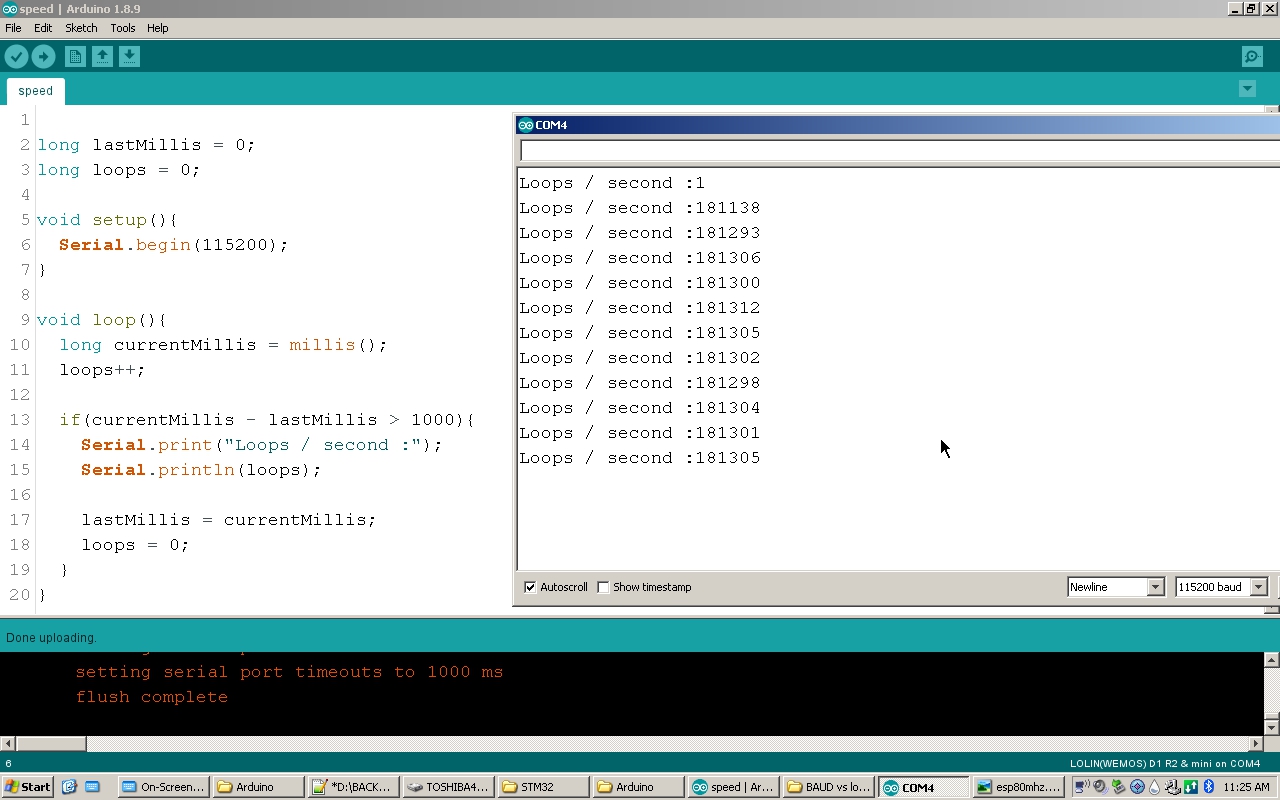 speed | Arduino 1.8.9
File Edit Sketch Tools Help
speed
1
2 long lastMillis = 0;
3 long loops = 0;
4
5 void setup(){
6 Serial.begin(115200);
7 }
8
9 void loop(){
10 long currentMillis = millis();
11 loops++;
12
13 if(currentMillis - lastMillis > 1000){
14 Serial.print("Loops / second :");
15 Serial.println(loops);
16
17 lastMillis = currentMillis;
18 loops = 0;
19 }
20 }
COM4
Loops / second :1
Loops / second :181138
Loops / second :181293
Loops / second :181306
Loops / second :181300
Loops / second :181312
Loops / second :181305
Loops / second :181302
Loops / second :181298
Loops / second :181304
Loops / second :181301
Loops / second :181305
Autoscroll Show timestamp Newline 115200 baud
Done uploading.
setting serial port timeouts to 1000 ms
flush complete
6 LOLIN(WEMOS) D1 R2 & mini on COM4
Start On-Screen... Arduino *D:\BACK... TOSHIBA4... STM32 Arduino speed | Ar... BAUD vs lo... COM4 esp80mhz.... 11:25 AM